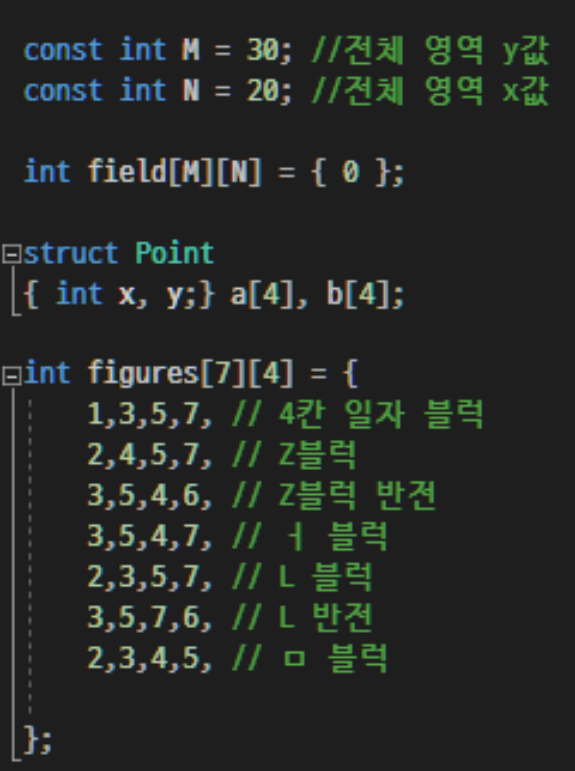 const int M = 30; //전체 영역 y값
const int N = 20; //전체 영역 x값
int field[M][N] = { 0 };
struct Point
{ int x, y;} a[4], b[4];
int figures[7][4] = {
1,3,5,7, // 4칸 일자 블럭
2,4,5,7, // Z블럭
3,5,4,6, // Z블럭 반전
3,5,4,7, // ㅓ 블럭
2,3,5,7, // L 블럭
3,5,7,6, // L 반전
2,3,4,5, // ㅁ 블럭
};